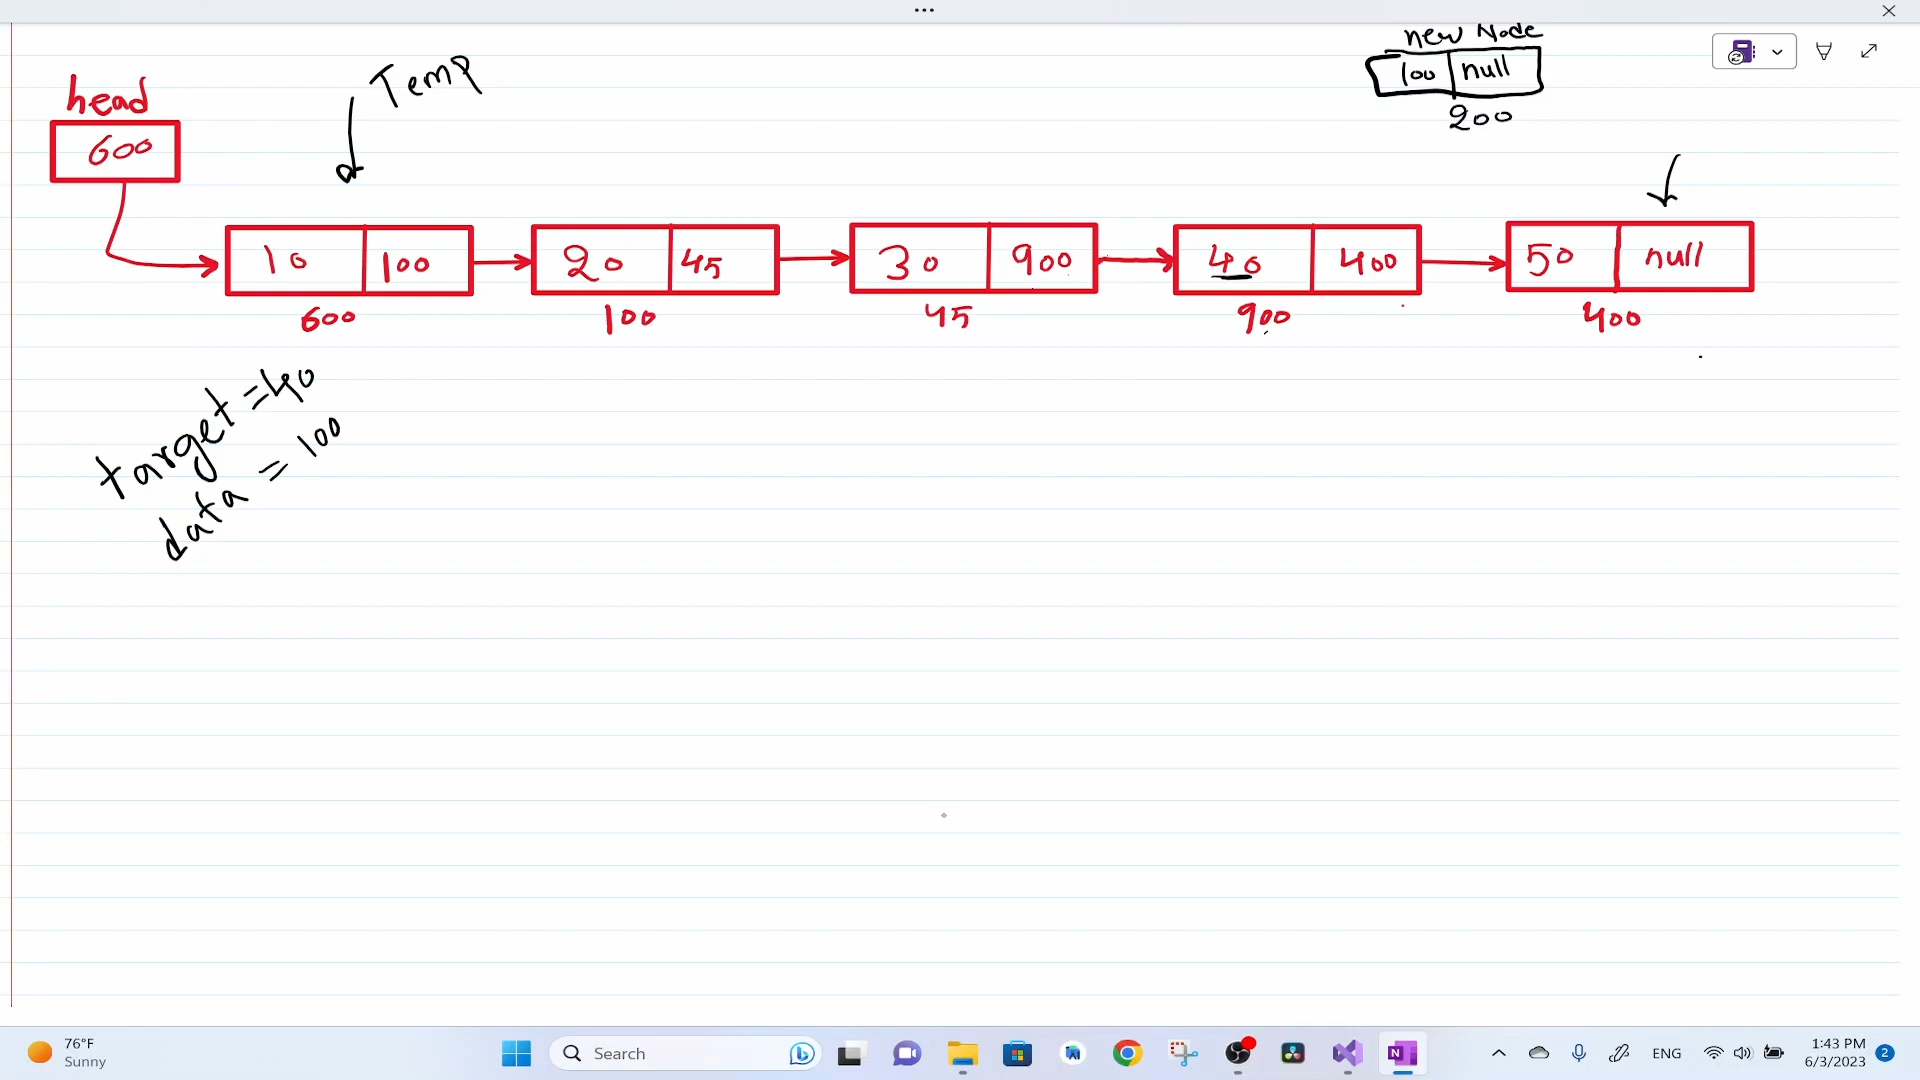 ...
new Node
100 null
200
head
600
Temp
10 100
20 45
30 900
40 400
50 null
600
100
45
900
400
target = 40
data = 100
76°F
Sunny
Search
ENG
1:43 PM
6/3/2023
2